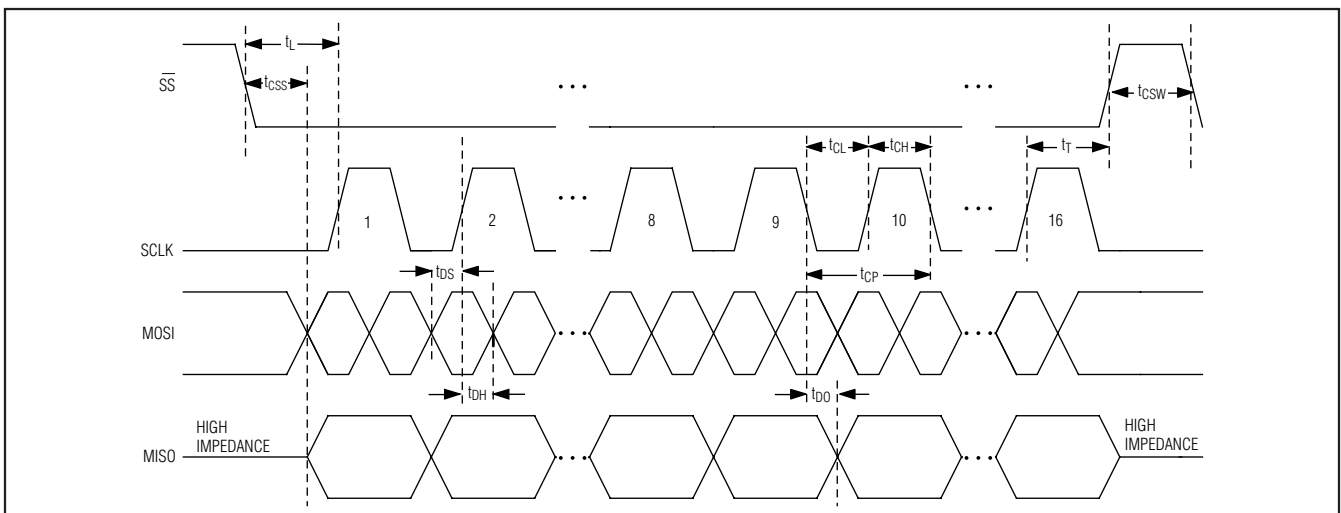 tL
SS
tCSS
tCSW
tCL
tCH
tT
1
2
8
9
10
16
SCLK
tDS
tCP
MOSI
tDH
tDO
HIGH
IMPEDANCE
HIGH
IMPEDANCE
MISO